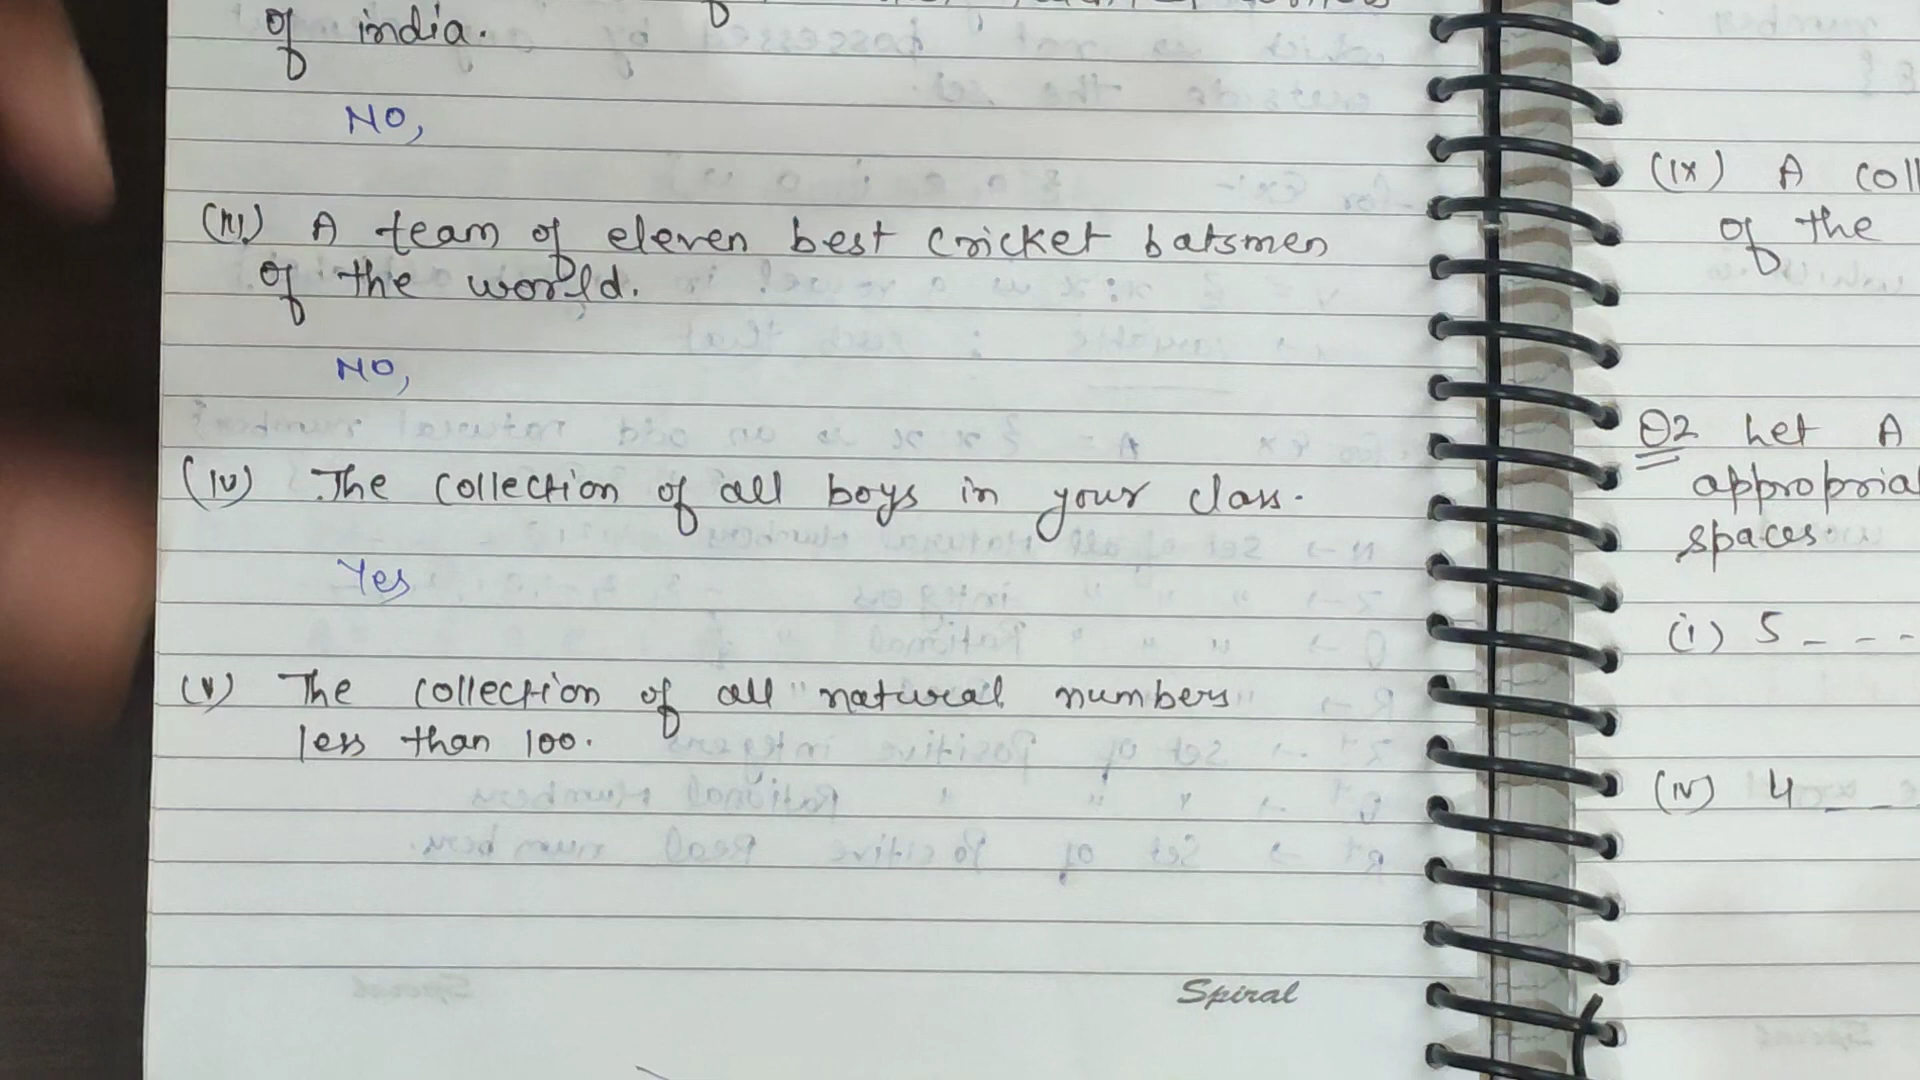 of india.
NO,
(iii) A team of eleven best cricket batsmen
of the world.
NO,
(iv) The collection of all boys in your class.
Yes
(v) The collection of all natural numbers
less than 100.
Spiral
(ix) A coll
of the
Q2 Let A
appropria
spaces
(i) 5 _ _ _
(iv) 4 _ _